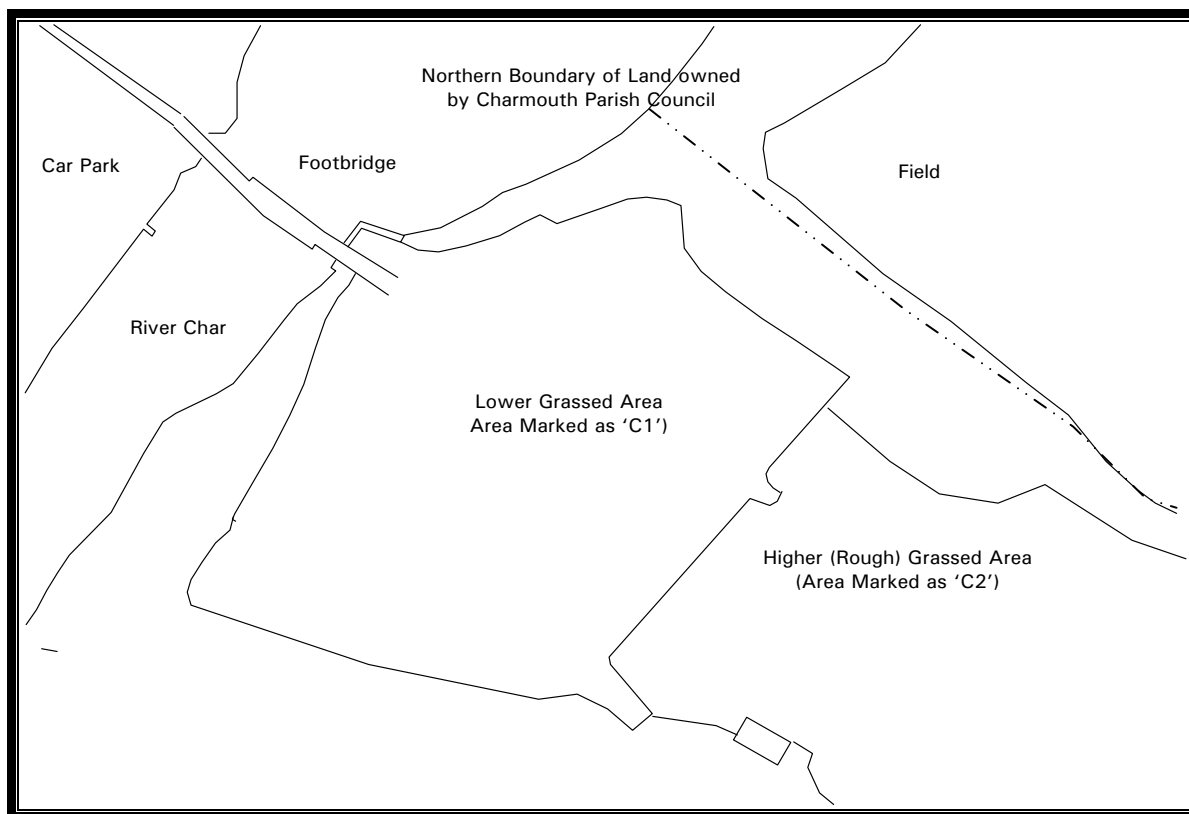 Northern Boundary of Land owned
by Charmouth Parish Council
Car Park
Footbridge
Field
River Char
Lower Grassed Area
Area Marked as ‘C1’)
Higher (Rough) Grassed Area
(Area Marked as ‘C2’)